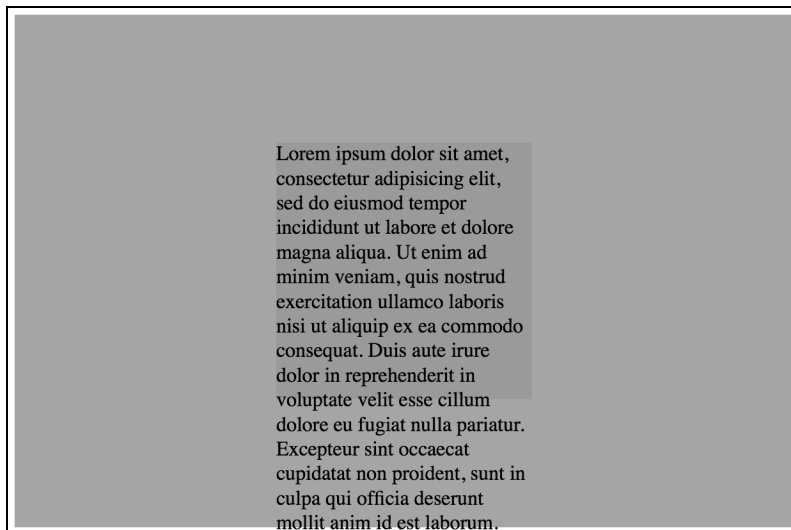 Lorem ipsum dolor sit amet,
consectetur adipisicing elit,
sed do eiusmod tempor
incididunt ut labore et dolore
magna aliqua. Ut enim ad
minim veniam, quis nostrud
exercitation ullamco laboris
nisi ut aliquip ex ea commodo
consequat. Duis aute irure
dolor in reprehenderit in
voluptate velit esse cillum
dolore eu fugiat nulla pariatur.
Excepteur sint occaecat
cupidatat non proident, sunt in
culpa qui officia deserunt
mollit anim id est laborum.